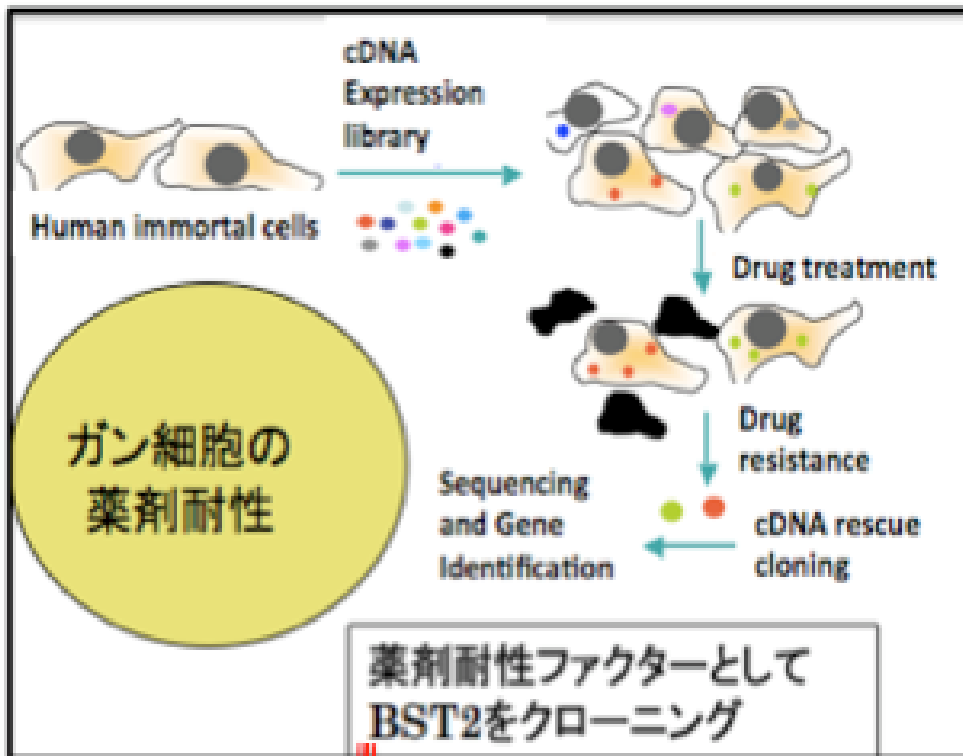 cDNA
Expression
library
Human immortal cells
Drug treatment
Drug
resistance
cDNA rescue
cloning
Sequencing
and Gene
Identification
ガン細胞の
薬剤耐性
薬剤耐性ファクターとして
BST2をクローニング